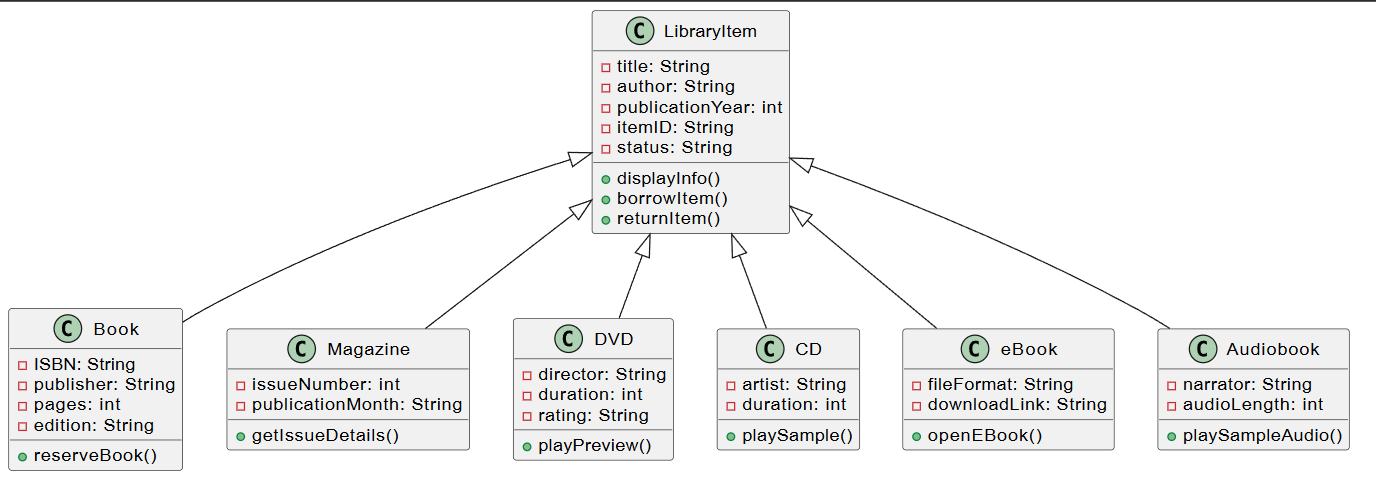 C LibraryItem
title: String
author: String
publicationYear: int
itemID: String
status: String
displayInfo()
borrowItem()
returnItem()
C Book
ISBN: String
publisher: String
pages: int
edition: String
reserveBook()
C Magazine
issueNumber: int
publicationMonth: String
getIssueDetails()
C DVD
director: String
duration: int
rating: String
playPreview()
C CD
artist: String
duration: int
playSample()
C eBook
fileFormat: String
downloadLink: String
openEBook()
C Audiobook
narrator: String
audioLength: int
playSampleAudio()